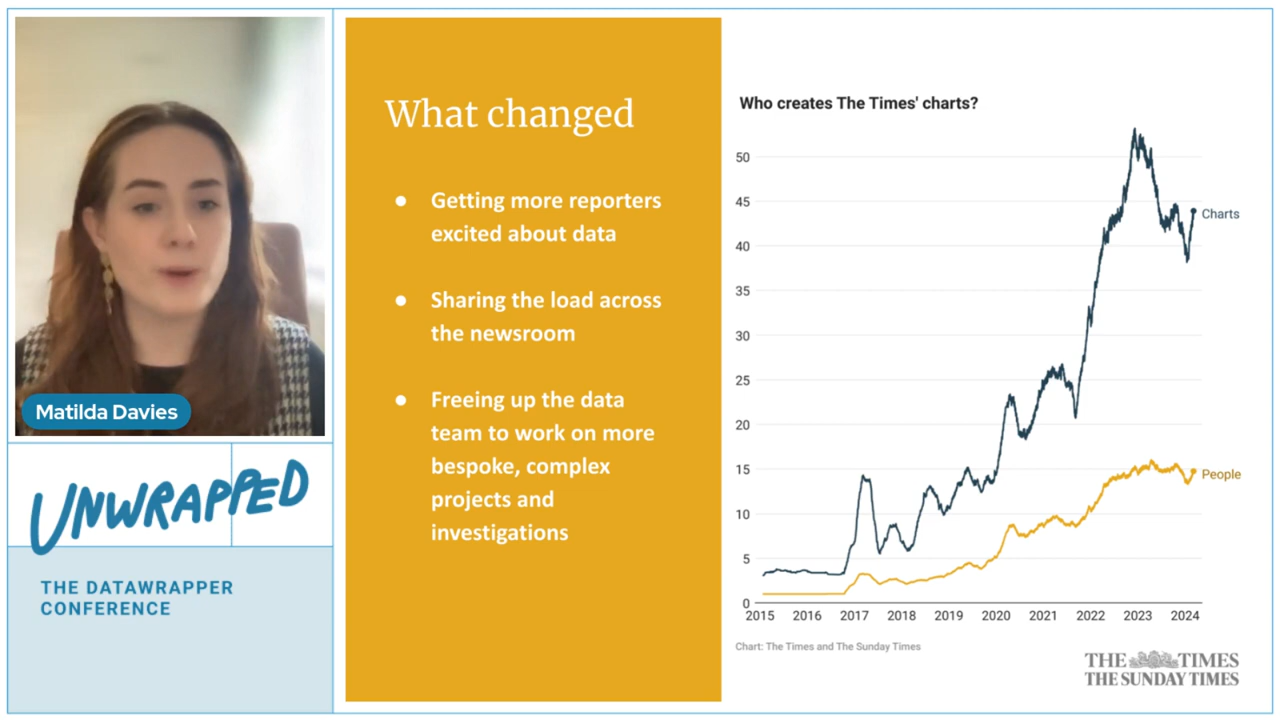 Matilda Davies
UNWRAPPED
THE DATAWRAPPER
CONFERENCE
What changed
● Getting more reporters
excited about data
● Sharing the load across
the newsroom
● Freeing up the data
team to work on more
bespoke, complex
projects and
investigations
Who creates The Times' charts?
50
45
40
35
30
25
20
15
10
5
0
2015 2016 2017 2018 2019 2020 2021 2022 2023 2024
Charts
People
Chart: The Times and The Sunday Times
THE TIMES
THE SUNDAY TIMES